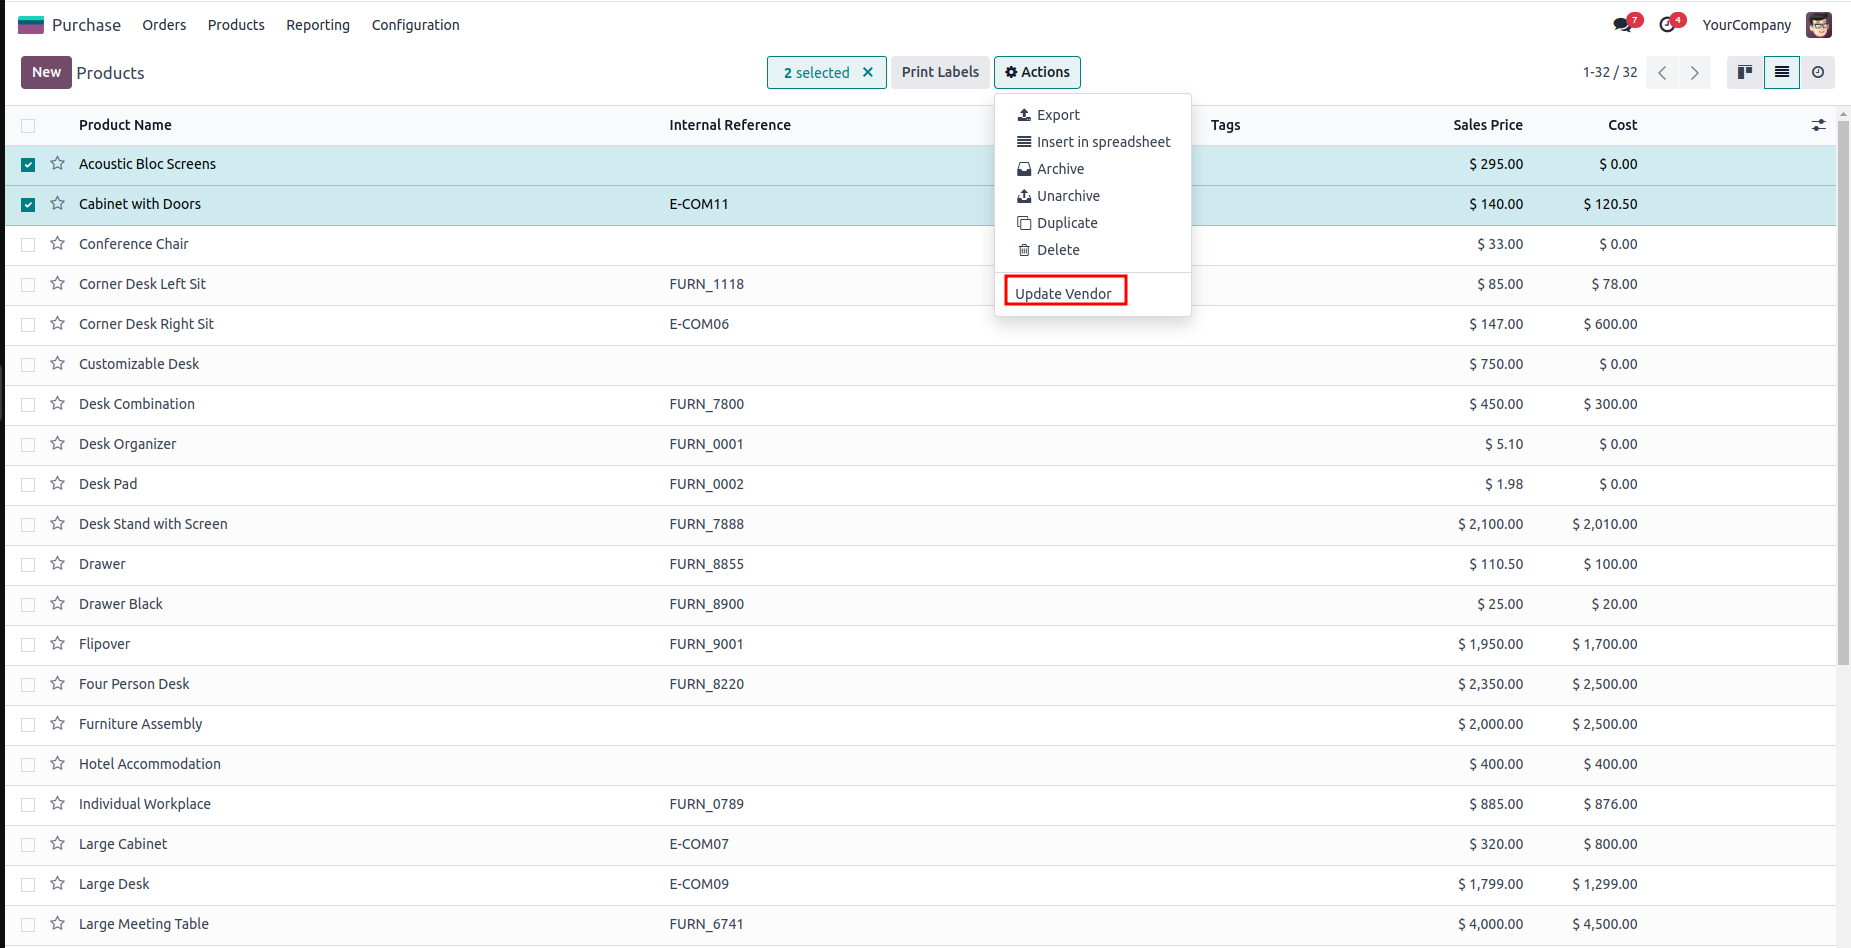 Purchase Orders Products Reporting Configuration 7 4 YourCompany
New Products 2 selected × Print Labels Actions 1-32 / 32
Product Name Internal Reference Tags Sales Price Cost
Export
Insert in spreadsheet
Archive
Unarchive
Duplicate
Delete
Update Vendor
Acoustic Bloc Screens $ 295.00 $ 0.00
Cabinet with Doors E-COM11 $ 140.00 $ 120.50
Conference Chair $ 33.00 $ 0.00
Corner Desk Left Sit FURN_1118 $ 85.00 $ 78.00
Corner Desk Right Sit E-COM06 $ 147.00 $ 600.00
Customizable Desk $ 750.00 $ 0.00
Desk Combination FURN_7800 $ 450.00 $ 300.00
Desk Organizer FURN_0001 $ 5.10 $ 0.00
Desk Pad FURN_0002 $ 1.98 $ 0.00
Desk Stand with Screen FURN_7888 $ 2,100.00 $ 2,010.00
Drawer FURN_8855 $ 110.50 $ 100.00
Drawer Black FURN_8900 $ 25.00 $ 20.00
Flipover FURN_9001 $ 1,950.00 $ 1,700.00
Four Person Desk FURN_8220 $ 2,350.00 $ 2,500.00
Furniture Assembly $ 2,000.00 $ 2,500.00
Hotel Accommodation $ 400.00 $ 400.00
Individual Workplace FURN_0789 $ 885.00 $ 876.00
Large Cabinet E-COM07 $ 320.00 $ 800.00
Large Desk E-COM09 $ 1,799.00 $ 1,299.00
Large Meeting Table FURN_6741 $ 4,000.00 $ 4,500.00